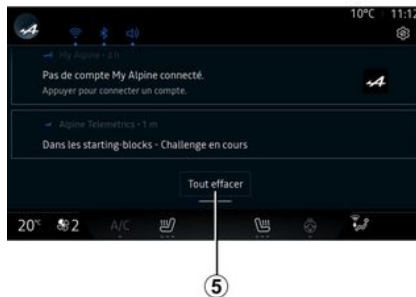 10°C 11:12
My Alpine • 2 h
Pas de compte My Alpine connecté.
Appuyer pour connecter un compte.
Alpine Telemetrics • 1 m
Dans les starting-blocks - Challenge en cours
Tout effacer
20°c 2 A/C
5